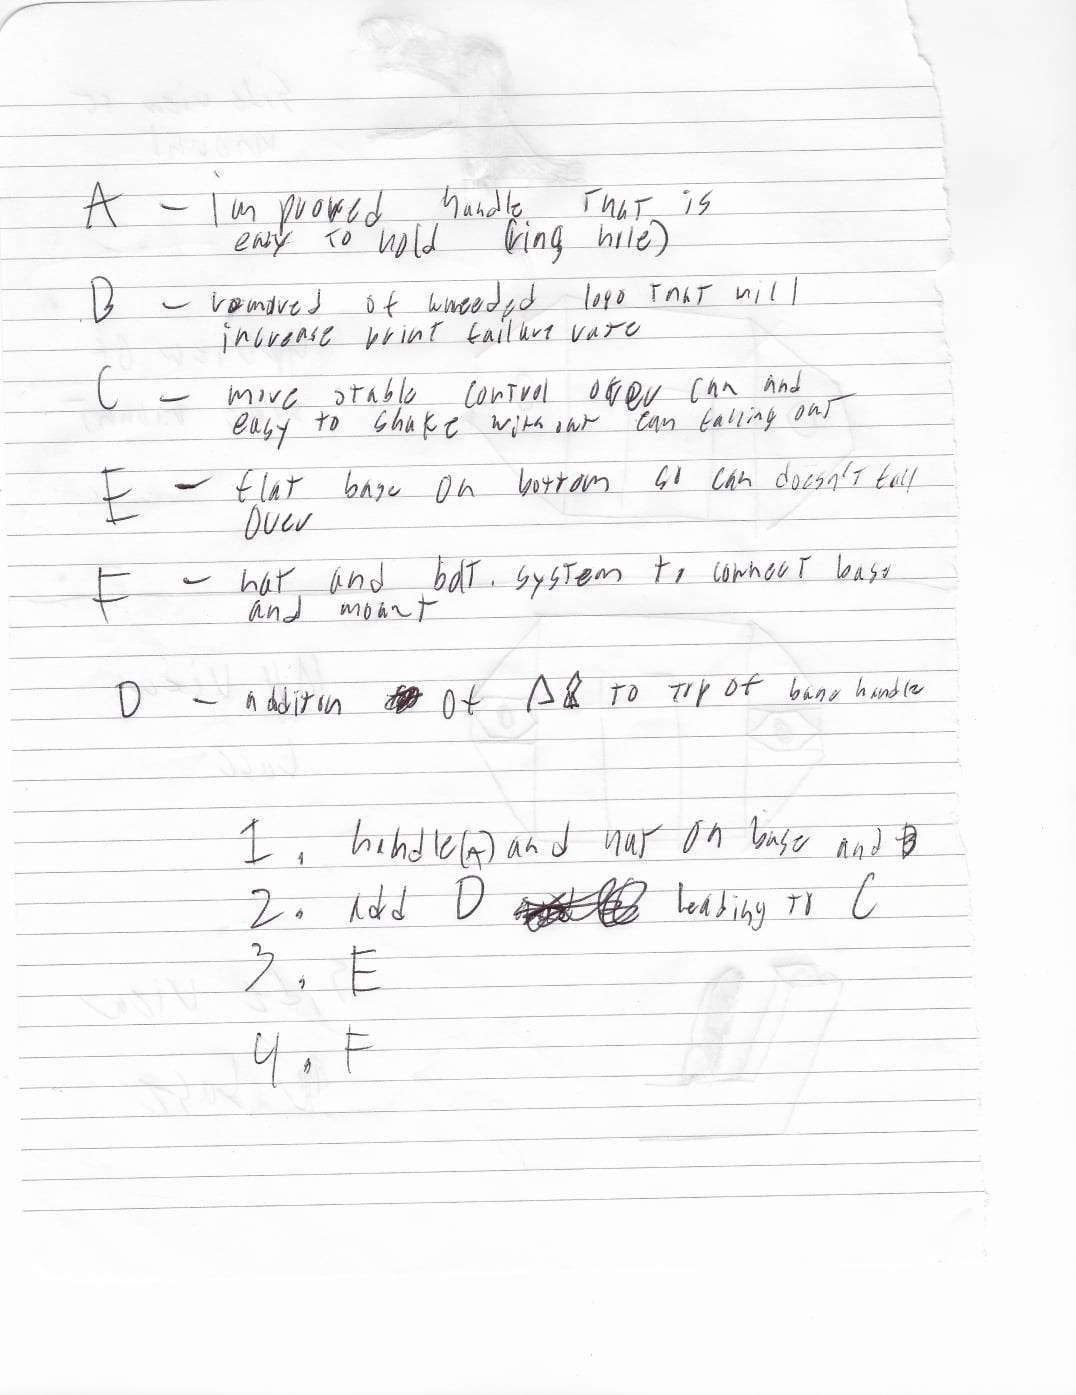 A - Improved handle that is
easy to hold (ring hole)
B - removed of unneeded logo that will
increase print failure rate
C - more stable control over can and
easy to shake without can falling out
E - flat base on bottom so can doesn't fall
over
F - nut and bolt system to connect base
and mount
D - additon of to top of base handle
1. handle(A) and nut on base and B
2. Add D leading to C
3. E
4. F